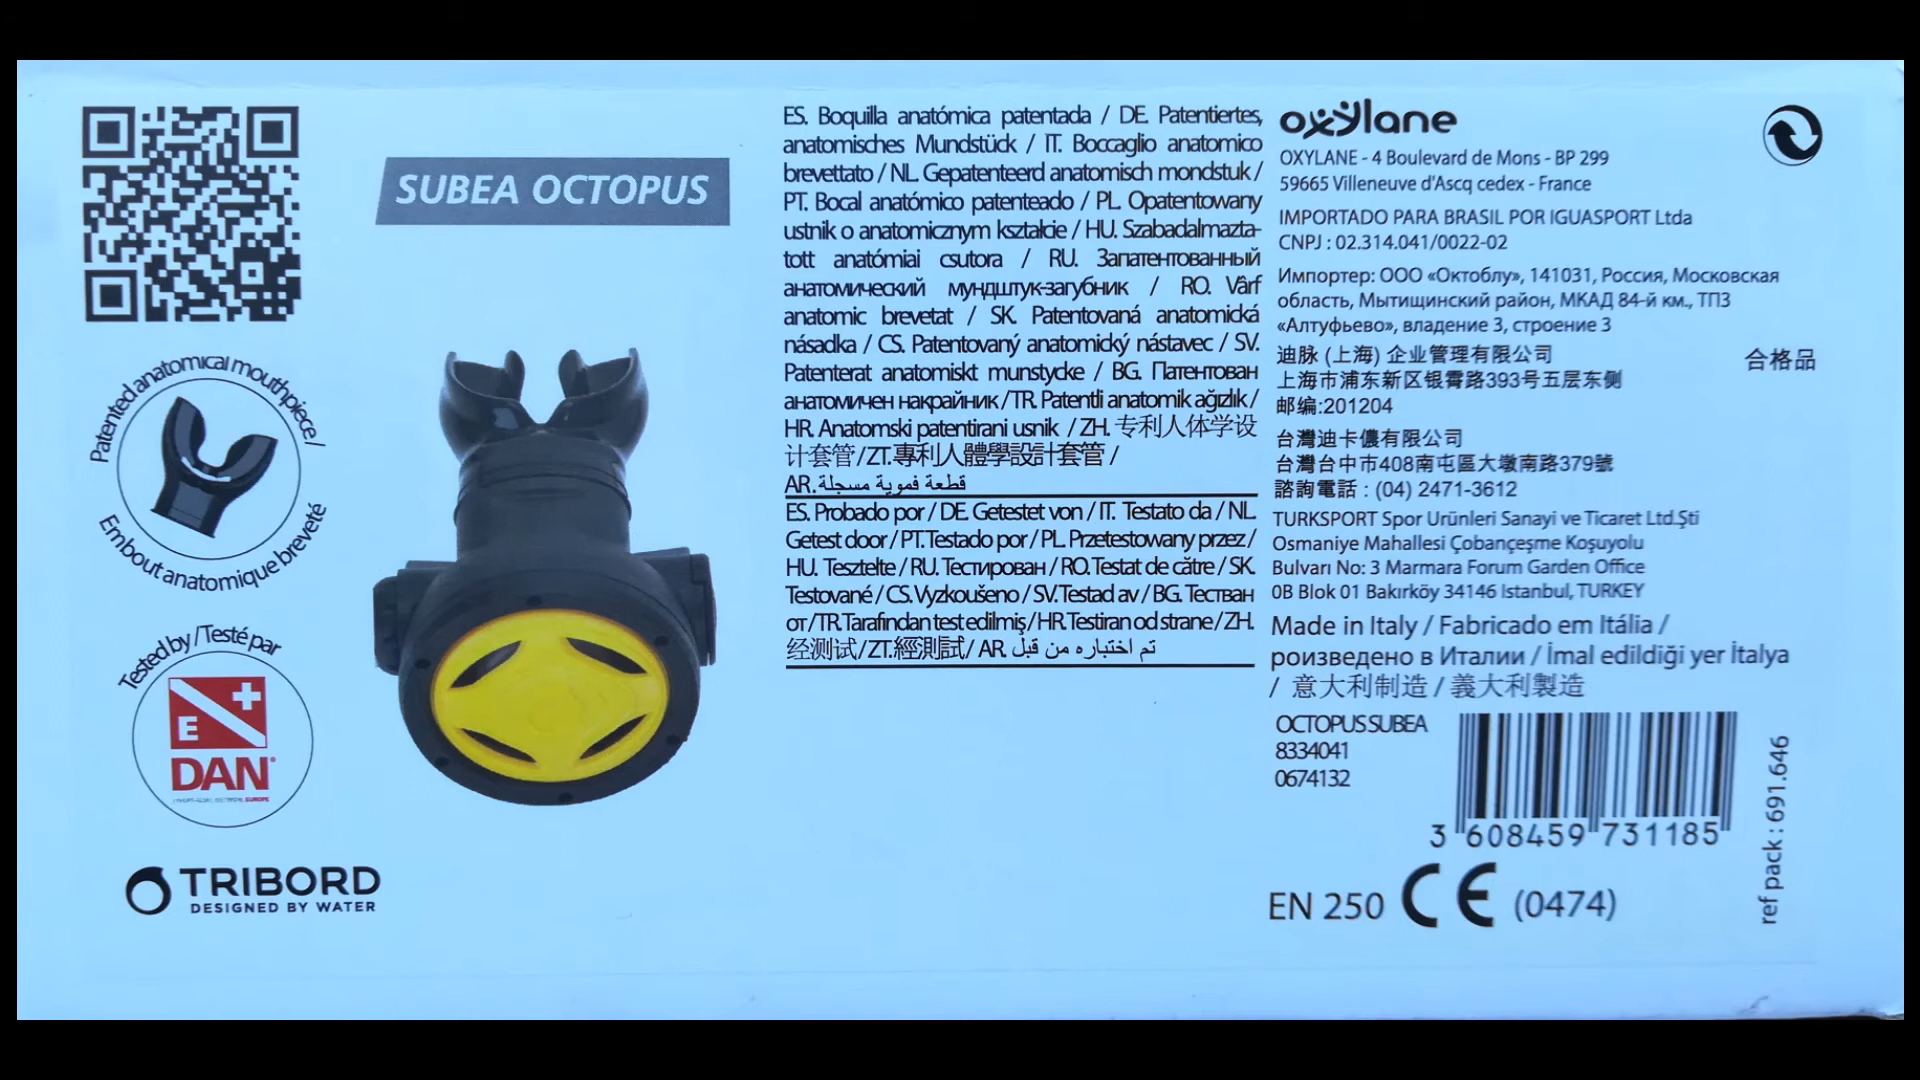 SUBEA OCTOPUS
Patented anatomical mouthpiece /
Embout anatomique breveté
Tested by / Testé par
E
DAN
EUROPE
TRIBORD
DESIGNED BY WATER
ES. Boquilla anatómica patentada / DE. Patentiertes,
anatomisches Mundstück / IT. Boccaglio anatomico
brevettato / NL. Gepatenteerd anatomisch mondstuk /
PT. Bocal anatómico patenteado / PL. Opatentowany
ustnik o anatomicznym kształcie / HU. Szabadalmazta-
tott anatómiai csutora / RU. Запатентованный
анатомический мундштук-загубник / RO. Vârf
anatomic brevetat / SK. Patentovaná anatomická
násadka / CS. Patentovaný anatomický nástavec / SV.
Patenterat anatomiskt munstycke / BG. Патентован
анатомичен накрайник / TR. Patentli anatomik ağızlık /
HR. Anatomski patentirani usnik / ZH. 专利人体学设
计套管 / ZT. 專利人體學設計套管 /
AR. قطعة فموية مسجلة
ES. Probado por / DE. Getestet von / IT. Testato da / NL.
Getest door / PT. Testado por / PL. Przetestowany przez /
HU. Tesztelte / RU. Тестирован / RO. Testat de către / SK.
Testované / CS. Vyzkoušeno / SV. Testad av / BG. Тестван
от / TR. Tarafindan test edilmiş / HR. Testiran od strane / ZH.
经测试 / ZT. 經測試 / AR. تم اختباره من قبل
oxylane
OXYLANE - 4 Boulevard de Mons - BP 299
59665 Villeneuve d'Ascq cedex - France
IMPORTADO PARA BRASIL POR IGUASPORT Ltda
CNPJ : 02.314.041/0022-02
Импортер: ООО «Октоблу», 141031, Россия, Московская
область, Мытищинский район, МКАД 84-й км., ТПЗ
«Алтуфьево», владение 3, строение 3
迪脉 (上海) 企业管理有限公司
上海市浦东新区银霄路393号五层东侧
邮编:201204
合格品
台灣迪卡儂有限公司
台灣台中市408南屯區大墩南路379號
諮詢電話 : (04) 2471-3612
TURKSPORT Spor Urünleri Sanayi ve Ticaret Ltd.Şti
Osmaniye Mahallesi Çobançeşme Koşuyolu
Bulvarı No: 3 Marmara Forum Garden Office
0B Blok 01 Bakırköy 34146 Istanbul, TURKEY
Made in Italy / Fabricado em Itália /
роизведено в Италии / İmal edildiği yer İtalya
/ 意大利制造 / 義大利製造
OCTOPUS SUBEA
8334041
0674132
3 608459 731185
ref pack : 691.646
EN 250 CE (0474)